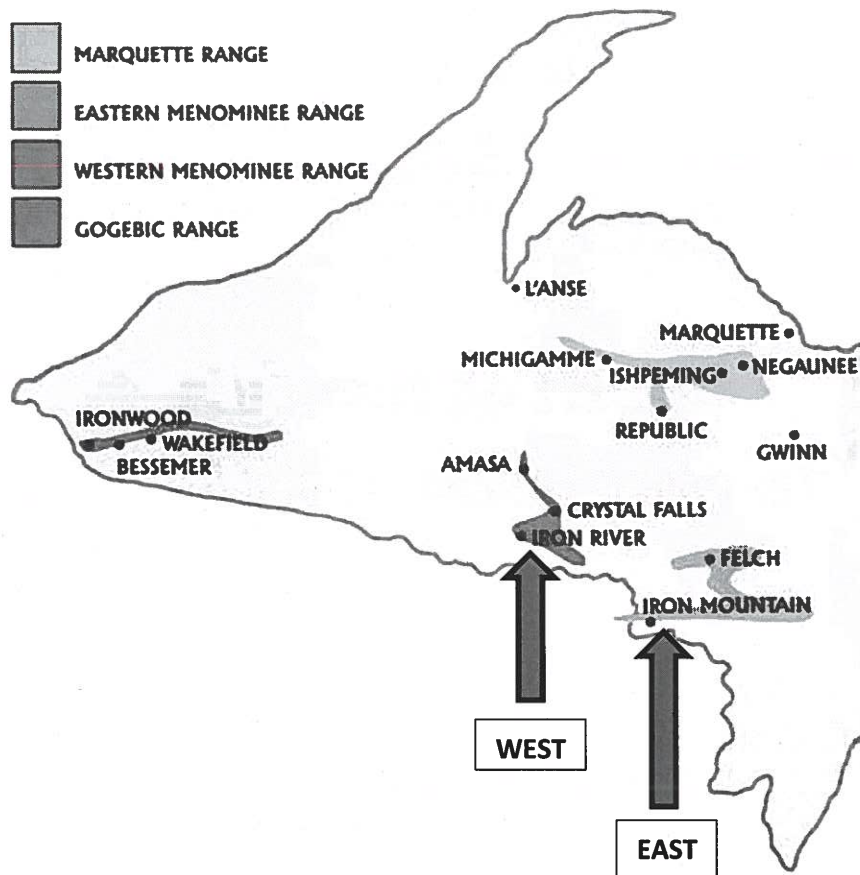 MARQUETTE RANGE
EASTERN MENOMINEE RANGE
WESTERN MENOMINEE RANGE
GOGEBIC RANGE
L'ANSE
MARQUETTE
MICHIGAMME
NEGAUNEE
ISHPEMING
IRONWOOD
REPUBLIC
WAKEFIELD
GWINN
BESSEMER
AMASA
CRYSTAL FALLS
IRON RIVER
FELCH
IRON MOUNTAIN
WEST
EAST